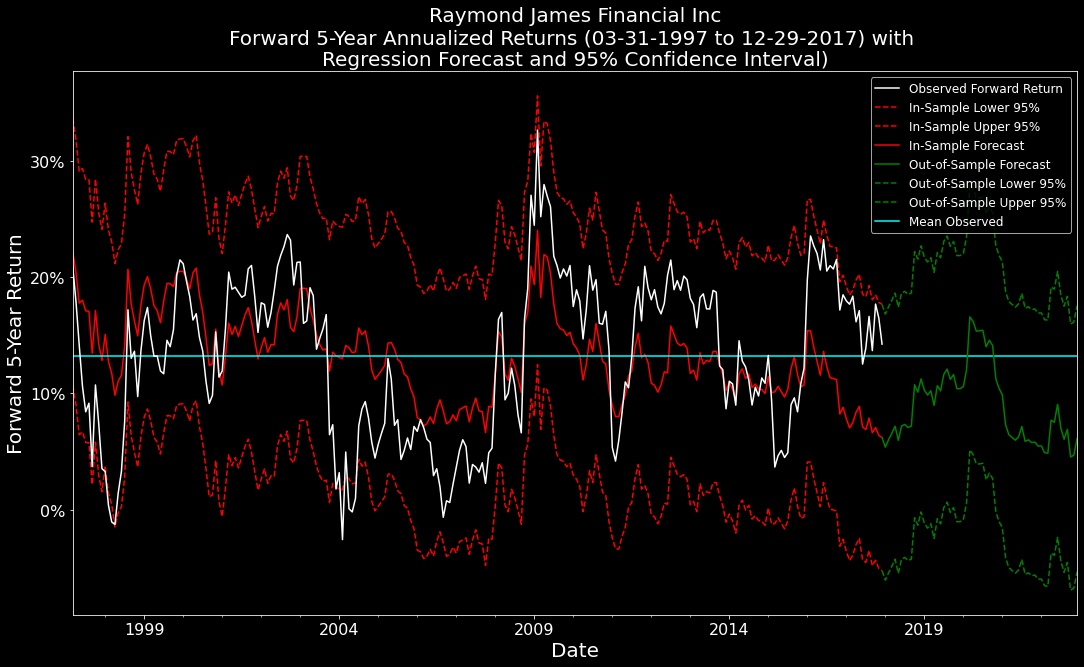 Raymond James Financial Inc
Forward 5-Year Annualized Returns (03-31-1997 to 12-29-2017) with
Regression Forecast and 95% Confidence Interval)
Observed Forward Return
In-Sample Lower 95%
In-Sample Upper 95%
In-Sample Forecast
Out-of-Sample Forecast
Out-of-Sample Lower 95%
Out-of-Sample Upper 95%
Mean Observed
Forward 5-Year Return
30%
20%
10%
0%
1999 2004 2009 2014 2019
Date